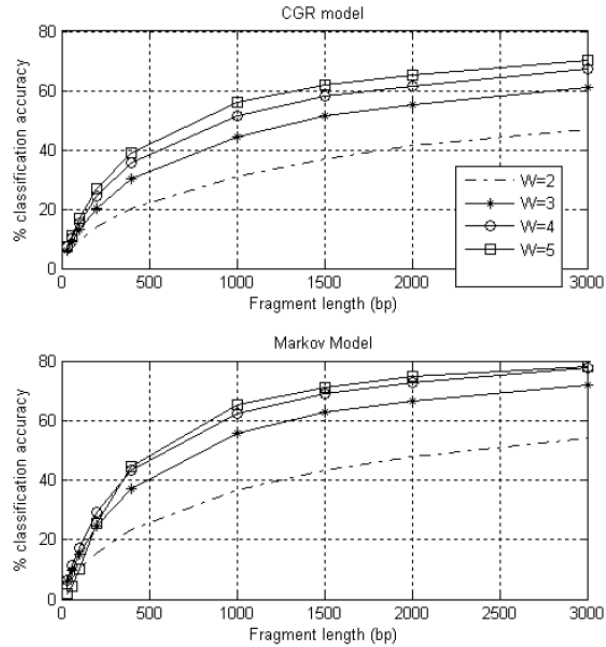 CGR model
80
60
40
20
0
% classification accuracy
W=2
W=3
W=4
W=5
0 500 1000 1500 2000 2500 3000
Fragment length (bp)
Markov Model
80
60
40
20
0
% classification accuracy
0 500 1000 1500 2000 2500 3000
Fragment length (bp)